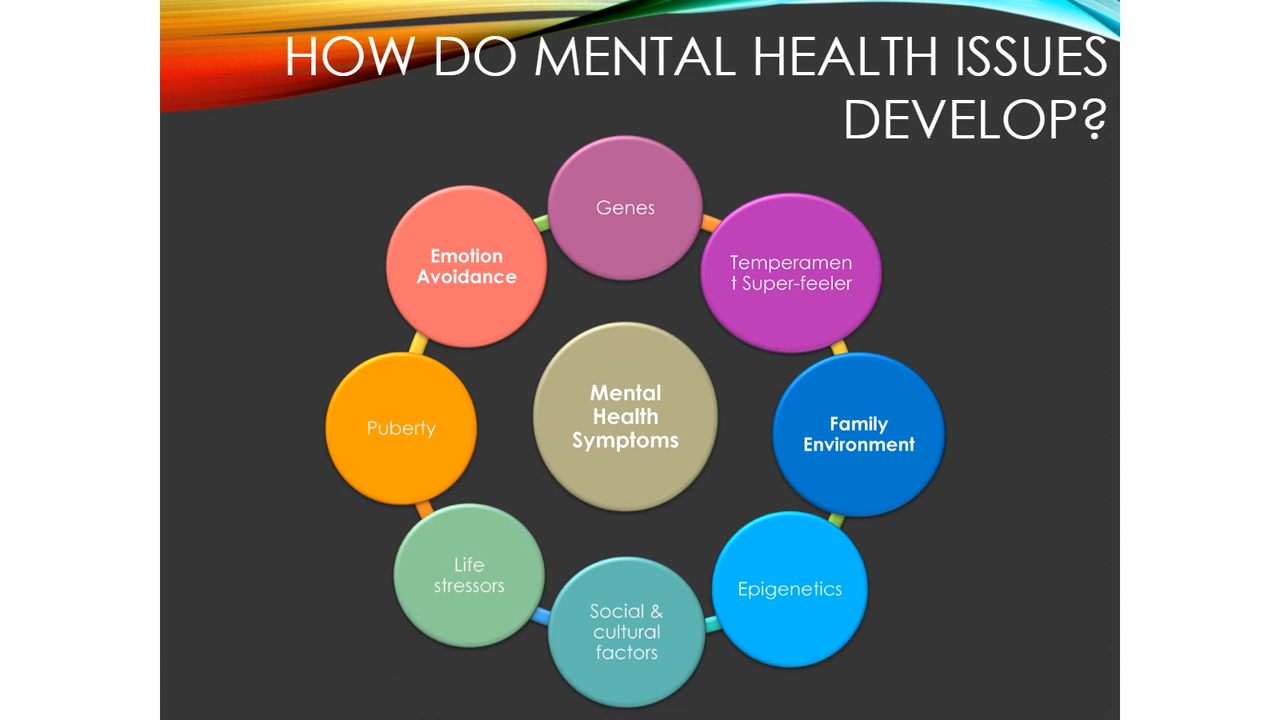 HOW DO MENTAL HEALTH ISSUES
DEVELOP?
Genes
Temperamen
t Super-feeler
Family
Environment
Epigenetics
Social &
cultural
factors
Life
stressors
Puberty
Emotion
Avoidance
Mental
Health
Symptoms